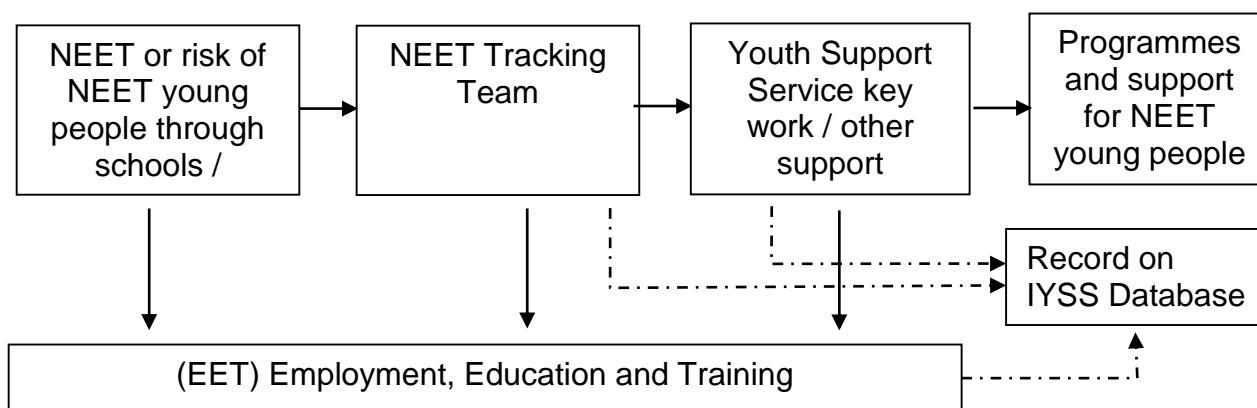 NEET or risk of
NEET young
people through
schools /
NEET Tracking
Team
Youth Support
Service key
work / other
support
Programmes
and support
for NEET
young people
Record on
IYSS Database
(EET) Employment, Education and Training